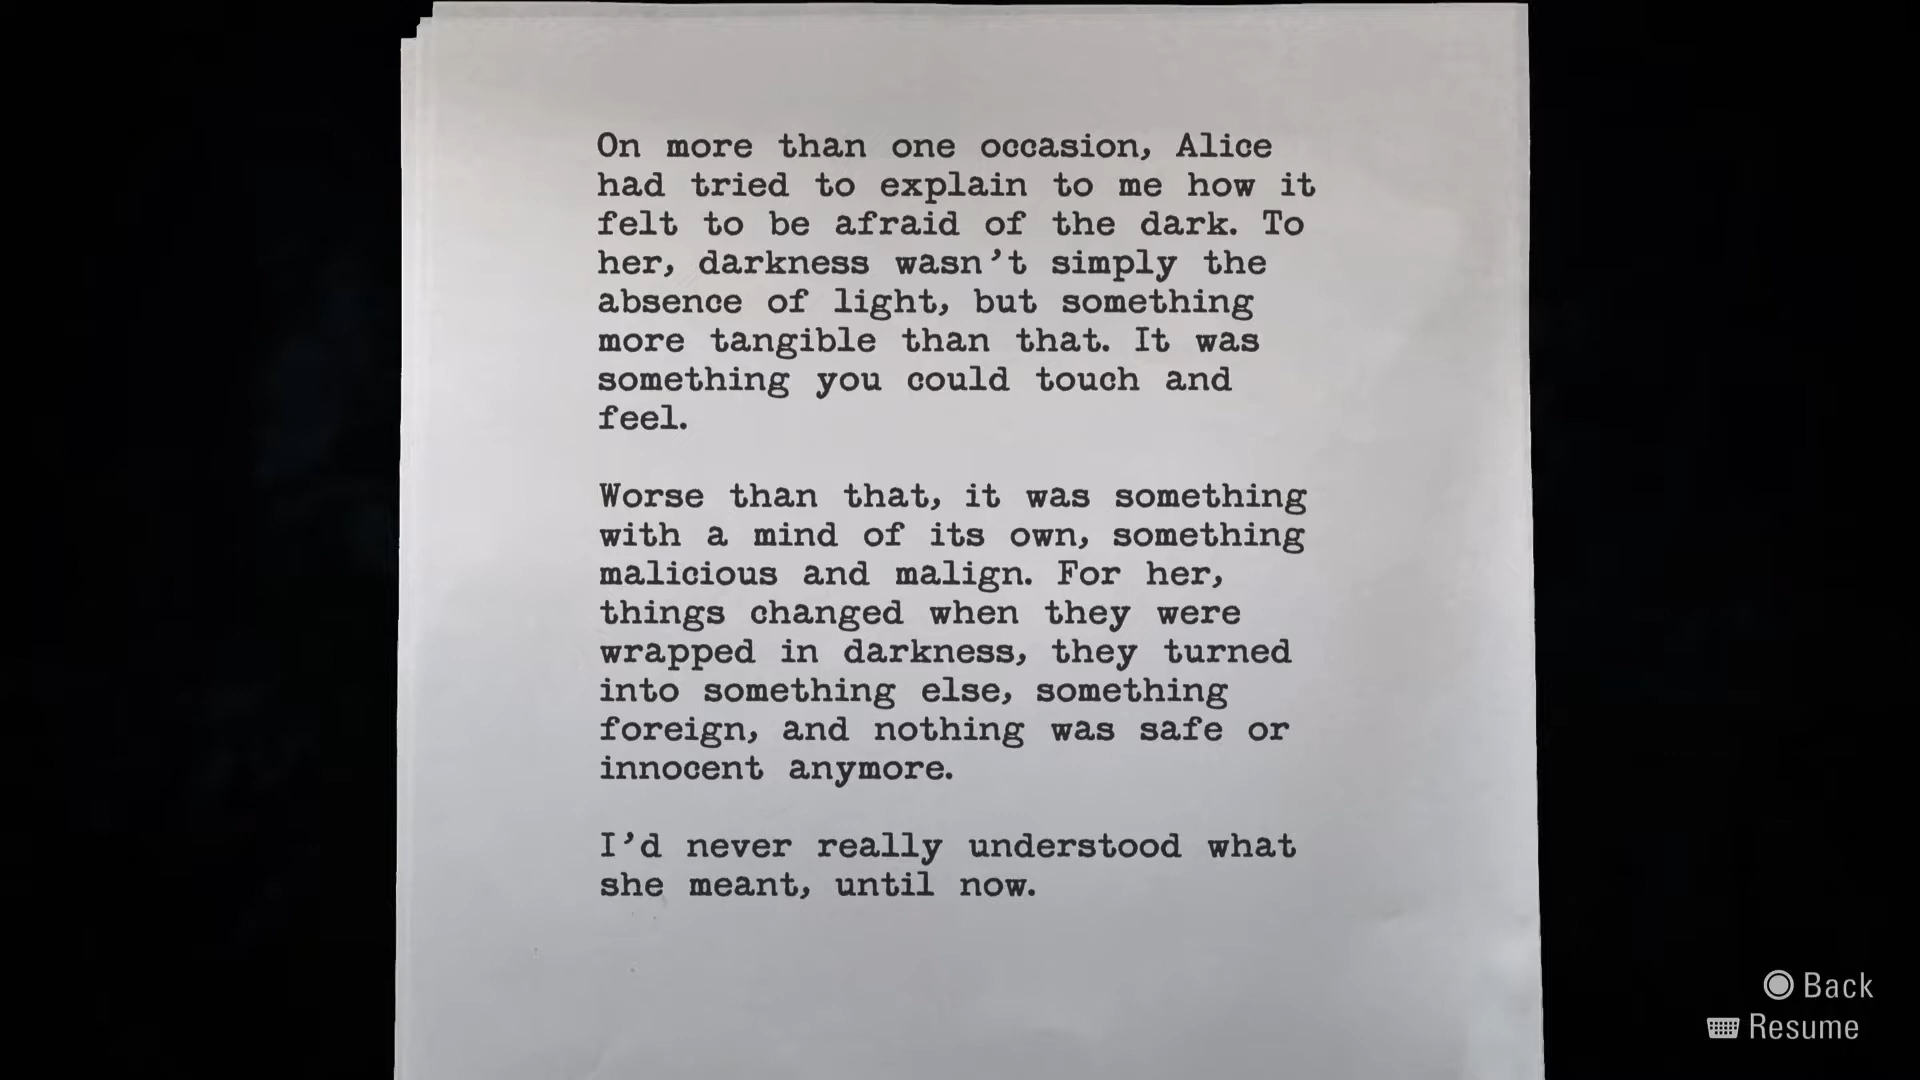 On more than one occasion, Alice
had tried to explain to me how it
felt to be afraid of the dark. To
her, darkness wasn’t simply the
absence of light, but something
more tangible than that. It was
something you could touch and
feel.
Worse than that, it was something
with a mind of its own, something
malicious and malign. For her,
things changed when they were
wrapped in darkness, they turned
into something else, something
foreign, and nothing was safe or
innocent anymore.
I’d never really understood what
she meant, until now.
Back
Resume